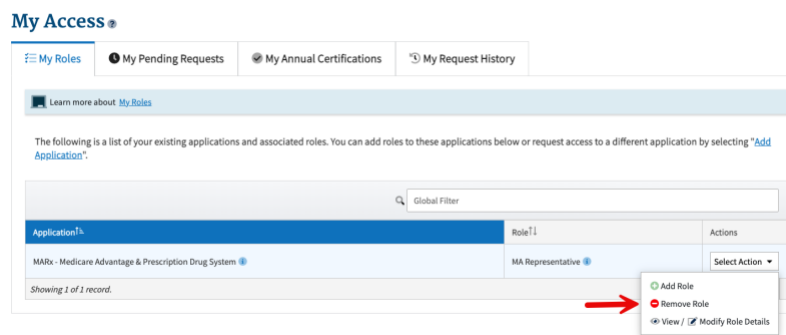 My Access
My Roles My Pending Requests My Annual Certifications My Request History
Learn more about My Roles
The following is a list of your existing applications and associated roles. You can add roles to these applications below or request access to a different application by selecting "Add
Application".
Global Filter
Application Role Actions
MARx - Medicare Advantage & Prescription Drug System MA Representative Select Action
Showing 1 of 1 record.
Add Role
Remove Role
View / Modify Role Details